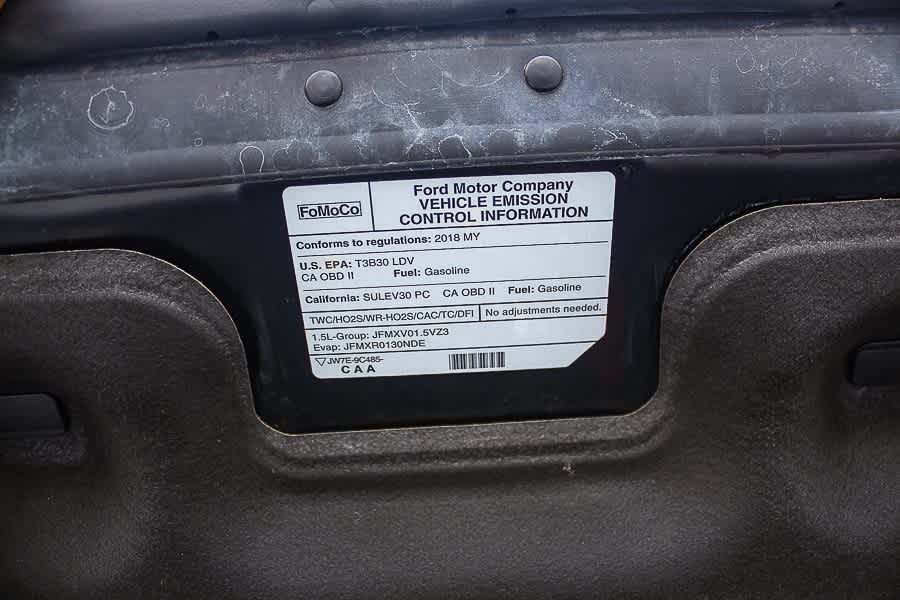 FoMoCo
Ford Motor Company
VEHICLE EMISSION
CONTROL INFORMATION
Conforms to regulations: 2018 MY
U.S. EPA: T3B30 LDV
CA OBD II Fuel: Gasoline
California: SULEV30 PC CA OBD II Fuel: Gasoline
TWC/HO2S/WR-HO2S/CAC/TC/DFI No adjustments needed.
1.5L-Group: JFMXV01.5VZ3
Evap: JFMXR0130NDE
JW7E-9C485-
C A A